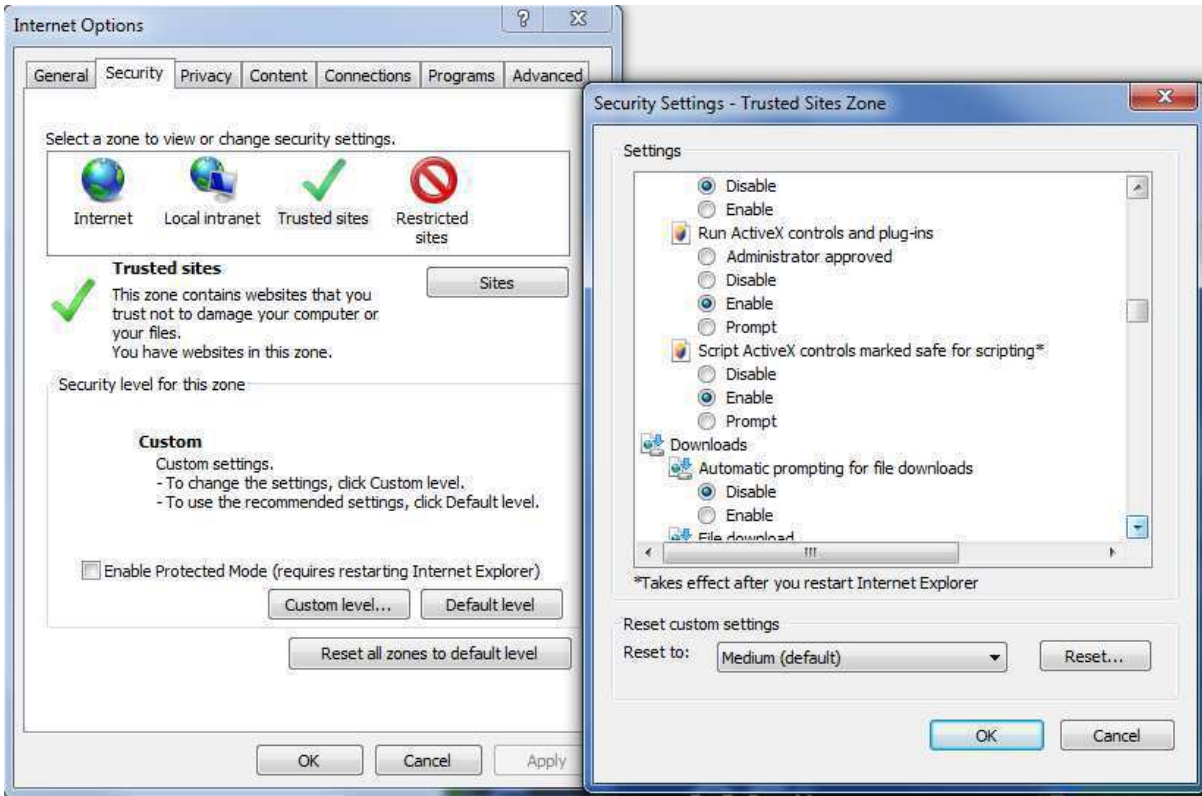 Internet Options
General Security Privacy Content Connections Programs Advanced
Select a zone to view or change security settings.
Internet
Local intranet
Trusted sites
Restricted
sites
Trusted sites
This zone contains websites that you
trust not to damage your computer or
your files.
You have websites in this zone.
Sites
Security level for this zone
Custom
Custom settings.
- To change the settings, click Custom level.
- To use the recommended settings, click Default level.
Enable Protected Mode (requires restarting Internet Explorer)
Custom level... Default level
Reset all zones to default level
OK Cancel Apply
Security Settings - Trusted Sites Zone
Settings
Disable
Enable
Run ActiveX controls and plug-ins
Administrator approved
Disable
Enable
Prompt
Script ActiveX controls marked safe for scripting*
Disable
Enable
Prompt
Downloads
Automatic prompting for file downloads
Disable
Enable
File download
*Takes effect after you restart Internet Explorer
Reset custom settings
Reset to: Medium (default) Reset...
OK Cancel